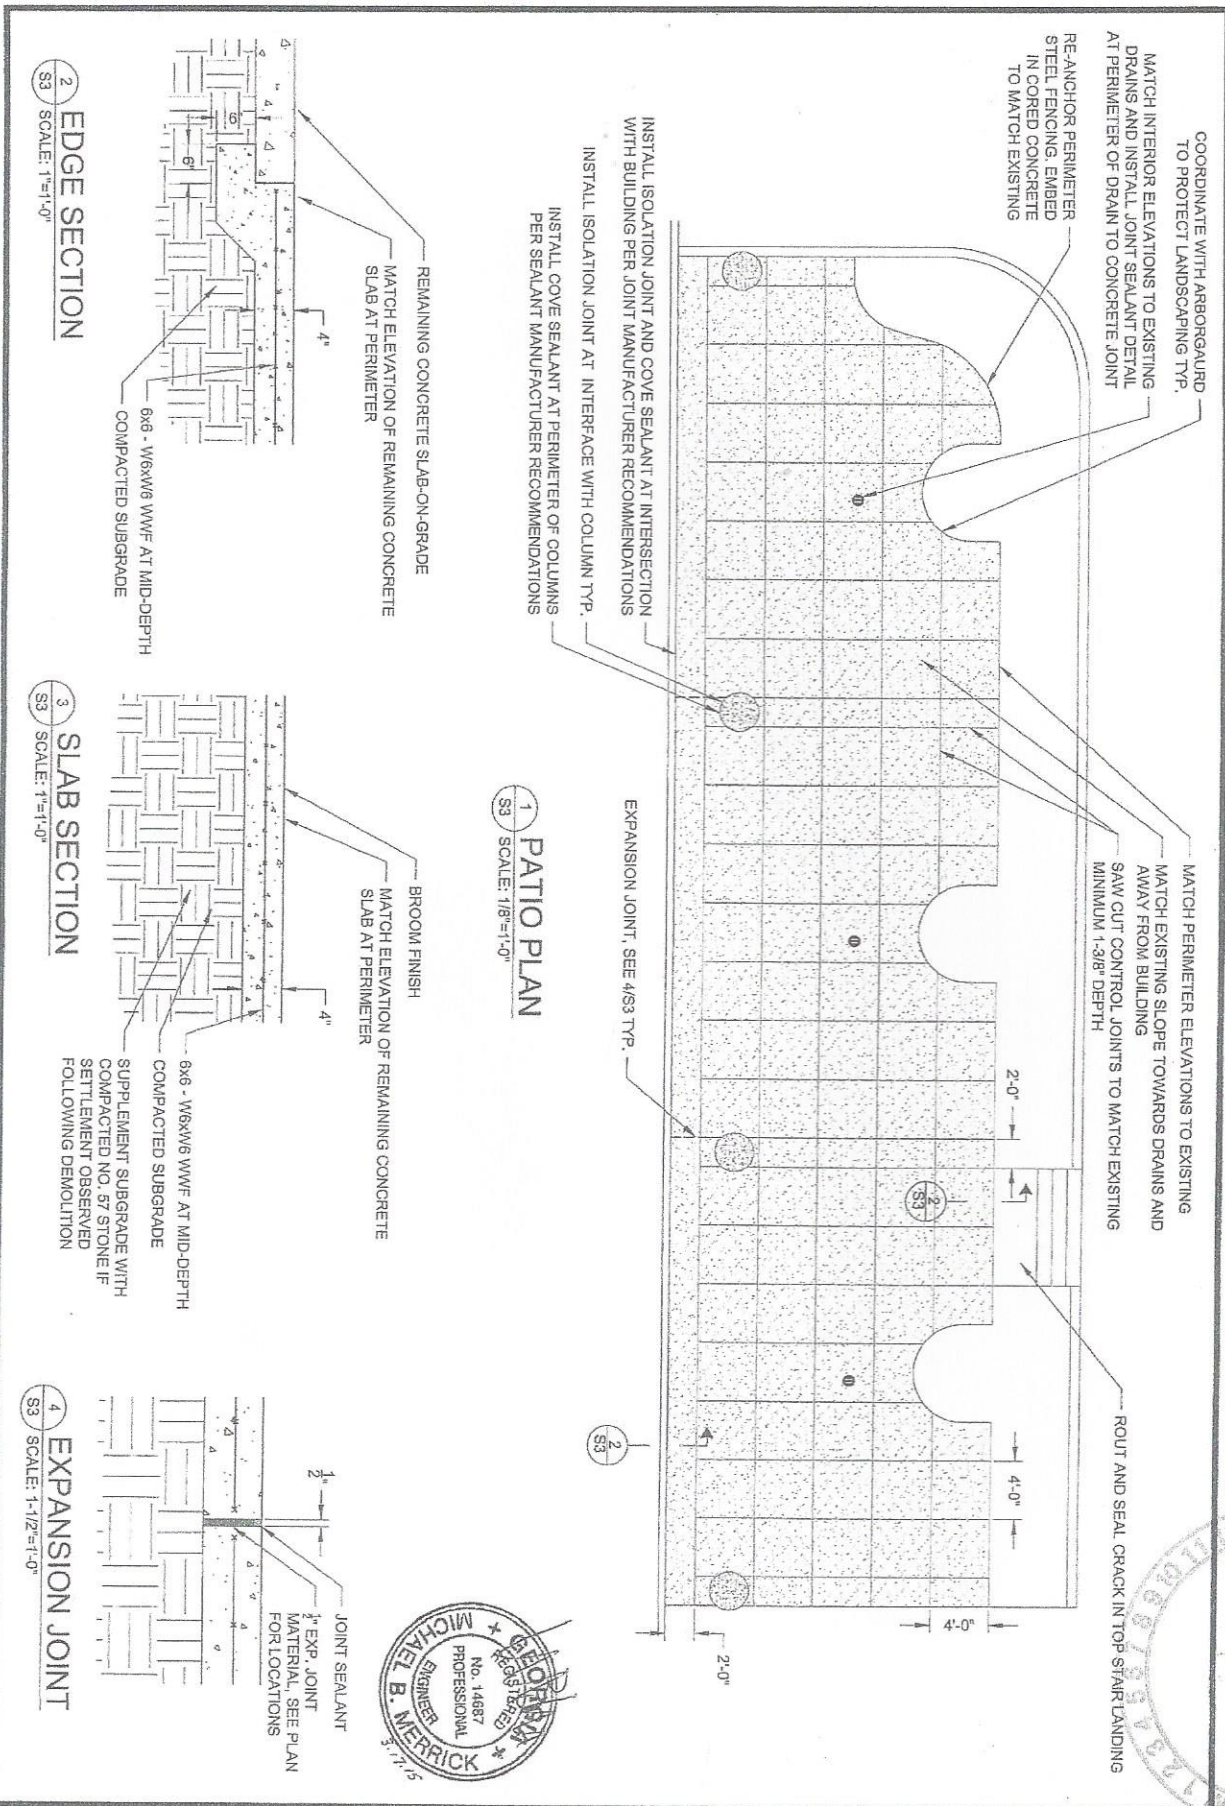 COORDINATE WITH ARBORGAURD
TO PROTECT LANDSCAPING TYP.
MATCH INTERIOR ELEVATIONS TO EXISTING
DRAINS AND INSTALL JOINT SEALANT DETAIL
AT PERIMETER OF DRAIN TO CONCRETE JOINT
RE-ANCHOR PERIMETER
STEEL FENCING. EMBED
IN CORED CONCRETE
TO MATCH EXISTING
MATCH PERIMETER ELEVATIONS TO EXISTING
MATCH EXISTING SLOPE TOWARDS DRAINS AND
AWAY FROM BUILDING
SAW CUT CONTROL JOINTS TO MATCH EXISTING
MINIMUM 1-3/8" DEPTH
ROUT AND SEAL CRACK IN TOP STAIR LANDING
2'-0"
2
S3
4'-0"
4'-0"
2'-0"
2
S3
INSTALL ISOLATION JOINT AND COVE SEALANT AT INTERSECTION
WITH BUILDING PER JOINT MANUFACTURER RECOMMENDATIONS
INSTALL ISOLATION JOINT AT INTERFACE WITH COLUMN TYP.
INSTALL COVE SEALANT AT PERIMETER OF COLUMNS
PER SEALANT MANUFACTURER RECOMMENDATIONS
EXPANSION JOINT, SEE 4/S3 TYP.
1
S3
PATIO PLAN
SCALE: 1/8"=1'-0"
REMAINING CONCRETE SLAB-ON-GRADE
MATCH ELEVATION OF REMAINING CONCRETE
SLAB AT PERIMETER
4"
6"
6"
6x6 - W6xW6 WWF AT MID-DEPTH
COMPACTED SUBGRADE
2
S3
EDGE SECTION
SCALE: 1"=1'-0"
BROOM FINISH
MATCH ELEVATION OF REMAINING CONCRETE
SLAB AT PERIMETER
4"
6x6 - W6xW6 WWF AT MID-DEPTH
COMPACTED SUBGRADE
SUPPLEMENT SUBGRADE WITH
COMPACTED NO. 57 STONE IF
SETTLEMENT OBSERVED
FOLLOWING DEMOLITION
3
S3
SLAB SECTION
SCALE: 1"=1'-0"
1/2"
JOINT SEALANT
1/2" EXP. JOINT
MATERIAL, SEE PLAN
FOR LOCATIONS
4
S3
EXPANSION JOINT
SCALE: 1-1/2"=1'-0"
GEORGIA
REGISTERED
No. 14687
PROFESSIONAL
ENGINEER
MICHAEL B. MERRICK